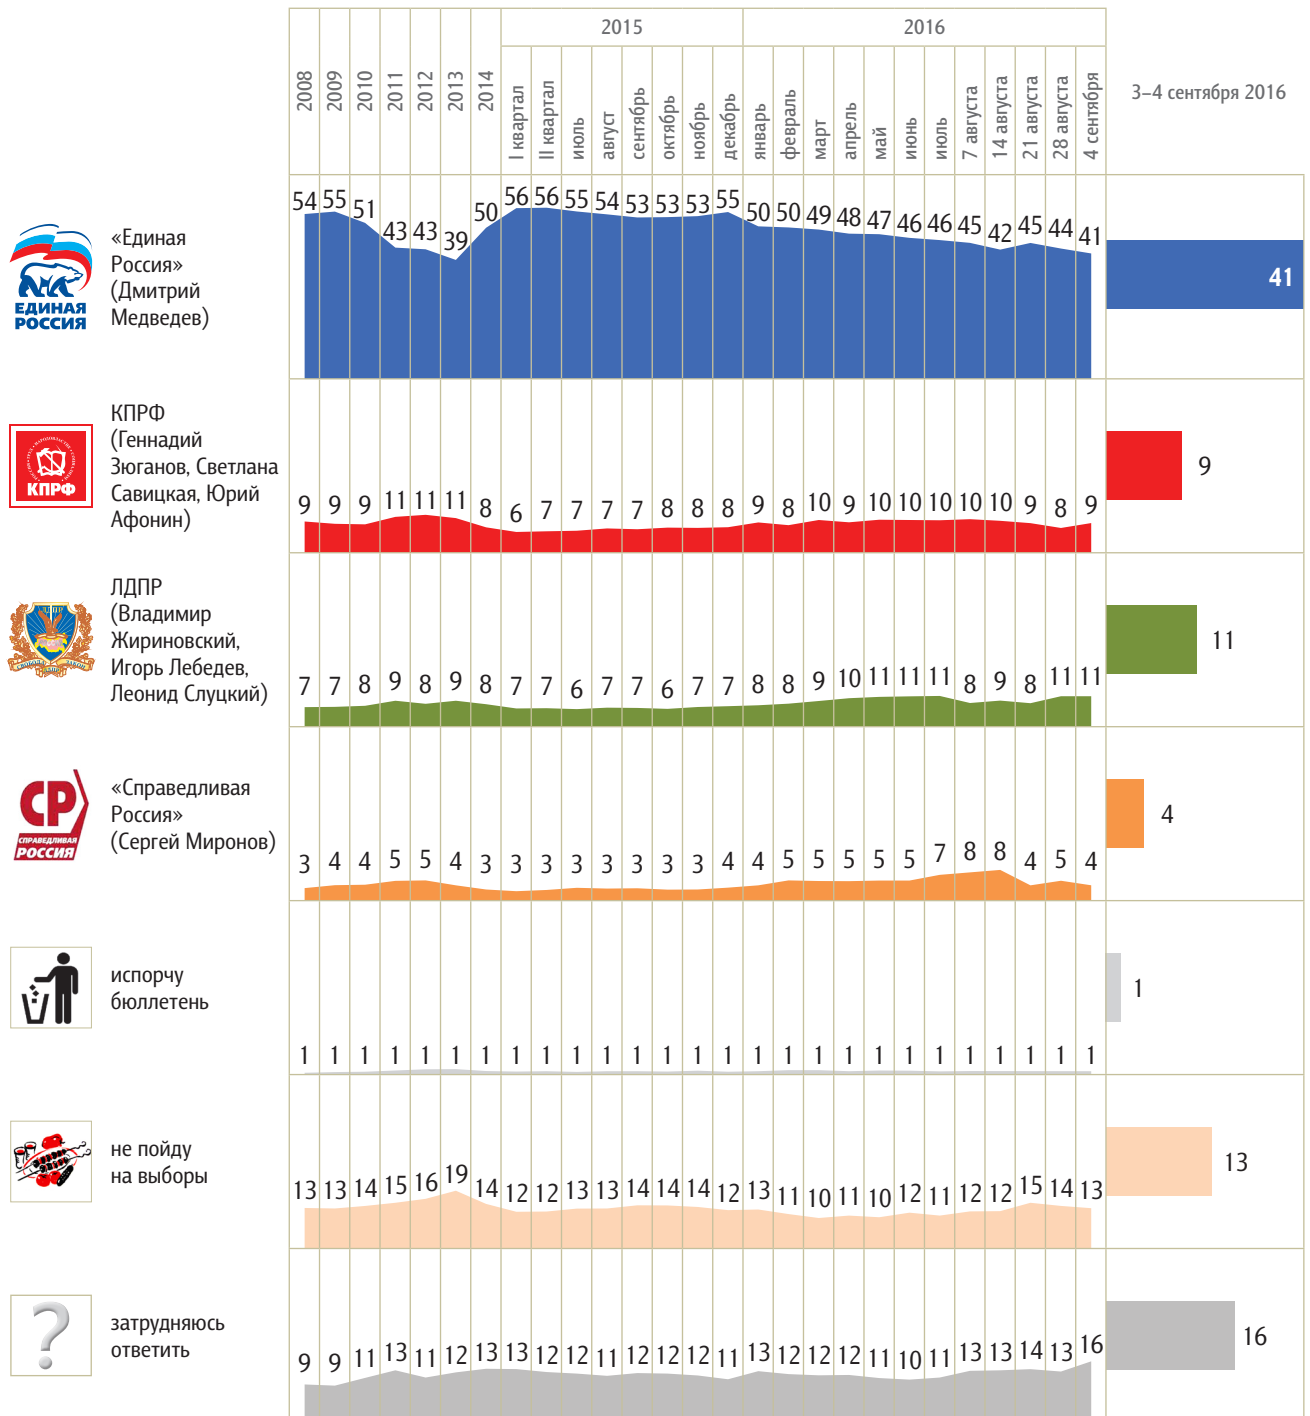 2015
2016
2008
2009
2010
2011
2012
2013
2014
I квартал
II квартал
июль
август
сентябрь
октябрь
ноябрь
декабрь
январь
февраль
март
апрель
май
июнь
июль
7 августа
14 августа
21 августа
28 августа
4 сентября
3–4 сентября 2016
ЕДИНАЯ
РОССИЯ
«Единая
Россия»
(Дмитрий
Медведев)
54 55 51 43 43 39 50 56 56 55 54 53 53 53 55 50 50 49 48 47 46 46 45 42 45 44 41
41
КПРФ
КПРФ
(Геннадий
Зюганов, Светлана
Савицкая, Юрий
Афонин)
9 9 9 11 11 11 8 6 7 7 7 7 8 8 8 9 8 10 9 10 10 10 10 10 9 8 9
9
ЛДПР
(Владимир
Жириновский,
Игорь Лебедев,
Леонид Слуцкий)
7 7 8 9 8 9 8 7 7 6 7 7 6 7 7 8 8 9 10 11 11 11 8 9 8 11 11
11
СР
СПРАВЕДЛИВАЯ
РОССИЯ
«Справедливая
Россия»
(Сергей Миронов)
3 4 4 5 5 4 3 3 3 3 3 3 3 3 4 4 5 5 5 5 5 7 8 8 4 5 4
4
испорчу
бюллетень
1 1 1 1 1 1 1 1 1 1 1 1 1 1 1 1 1 1 1 1 1 1 1 1 1 1 1
1
не пойду
на выборы
13 13 14 15 16 19 14 12 12 13 13 14 14 14 12 13 11 10 11 10 12 11 12 12 15 14 13
13
?
затрудняюсь
ответить
9 9 11 13 11 12 13 13 12 12 11 12 12 12 11 13 12 12 12 11 10 11 13 13 14 13 16
16